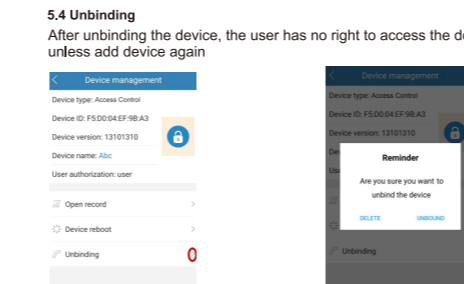 5.4 Unbinding
After unbinding the device, the user has no right to access the
unless add device again
Device management
Device type: Access Control
Device ID: F5:D0:04:EF:9B:A3
Device version: 13101310
Device name: Abc
User authorization: user
Open record
Device reboot
Unbinding
Device management
Device type: Access Control
Device ID: F5:D0:04:EF:9B:A3
Device version: 13101310
Reminder
Are you sure you want to
unbind the device
DELETE UNBOUND
Unbinding